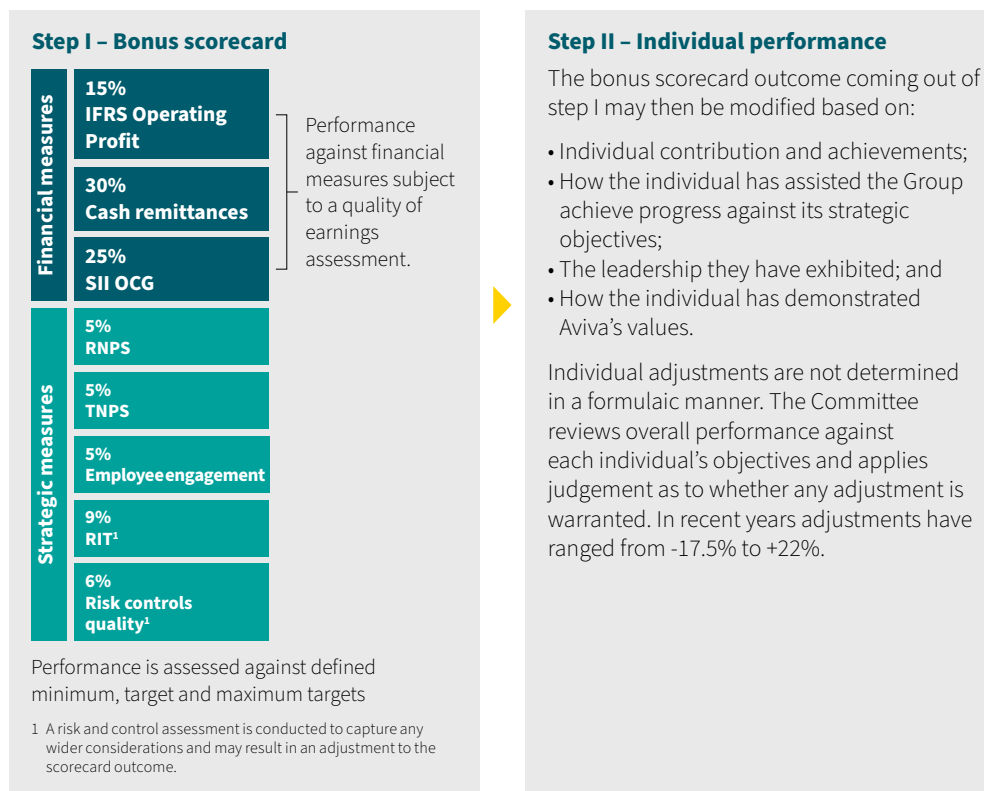 Step I – Bonus scorecard
Financial measures
15%
IFRS Operating
Profit
30%
Cash remittances
25%
SII OCG
Performance
against financial
measures subject
to a quality of
earnings
assessment.
Strategic measures
5%
RNPS
5%
TNPS
5%
Employee engagement
9%
RIT¹
6%
Risk controls
quality¹
Performance is assessed against defined
minimum, target and maximum targets
1 A risk and control assessment is conducted to capture any
wider considerations and may result in an adjustment to the
scorecard outcome.
Step II – Individual performance
The bonus scorecard outcome coming out of
step I may then be modified based on:
• Individual contribution and achievements;
• How the individual has assisted the Group
achieve progress against its strategic
objectives;
• The leadership they have exhibited; and
• How the individual has demonstrated
Aviva’s values.
Individual adjustments are not determined
in a formulaic manner. The Committee
reviews overall performance against
each individual’s objectives and applies
judgement as to whether any adjustment is
warranted. In recent years adjustments have
ranged from -17.5% to +22%.